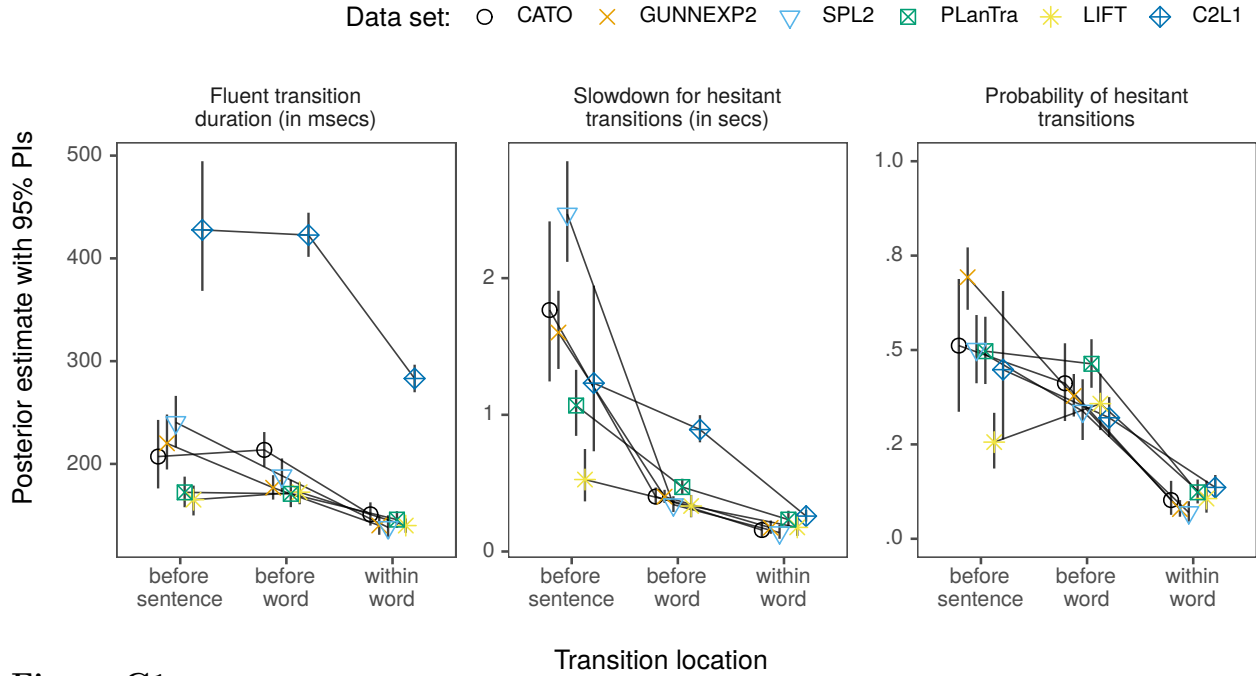 Data set: CATO GUNNEXP2 SPL2 PLanTra LIFT C2L1
Fluent transition
duration (in msecs)
Slowdown for hesitant
transitions (in secs)
Probability of hesitant
transitions
Posterior estimate with 95% PIs
500
400
300
200
2
1
0
1.0
.8
.5
.2
.0
before
sentence
before
word
within
word
before
sentence
before
word
within
word
before
sentence
before
word
within
word
Transition location